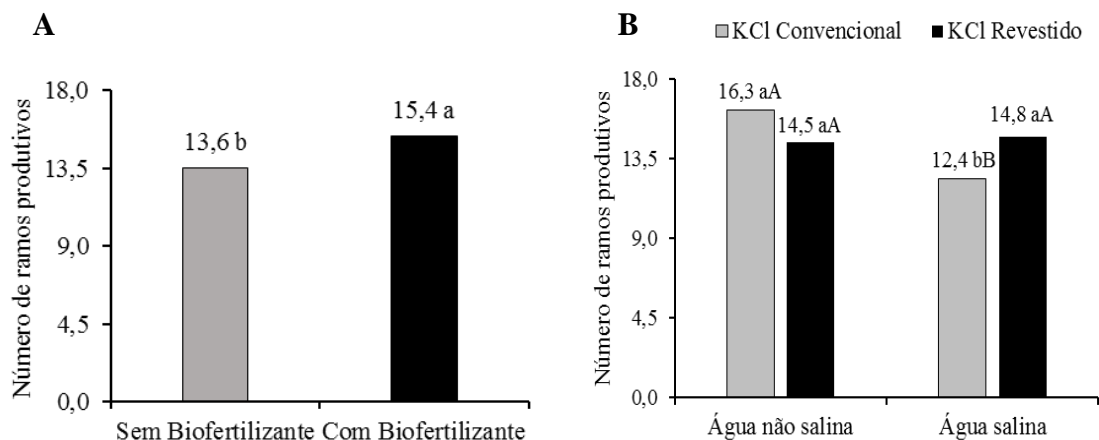 A
Número de ramos produtivos
18,0
13,5
9,0
4,5
0,0
13,6 b
15,4 a
Sem Biofertilizante Com Biofertilizante
B
KCl Convencional KCl Revestido
Número de ramos produtivos
18,0
13,5
9,0
4,5
0,0
16,3 aA
14,5 aA
12,4 bB
14,8 aA
Água não salina Água salina